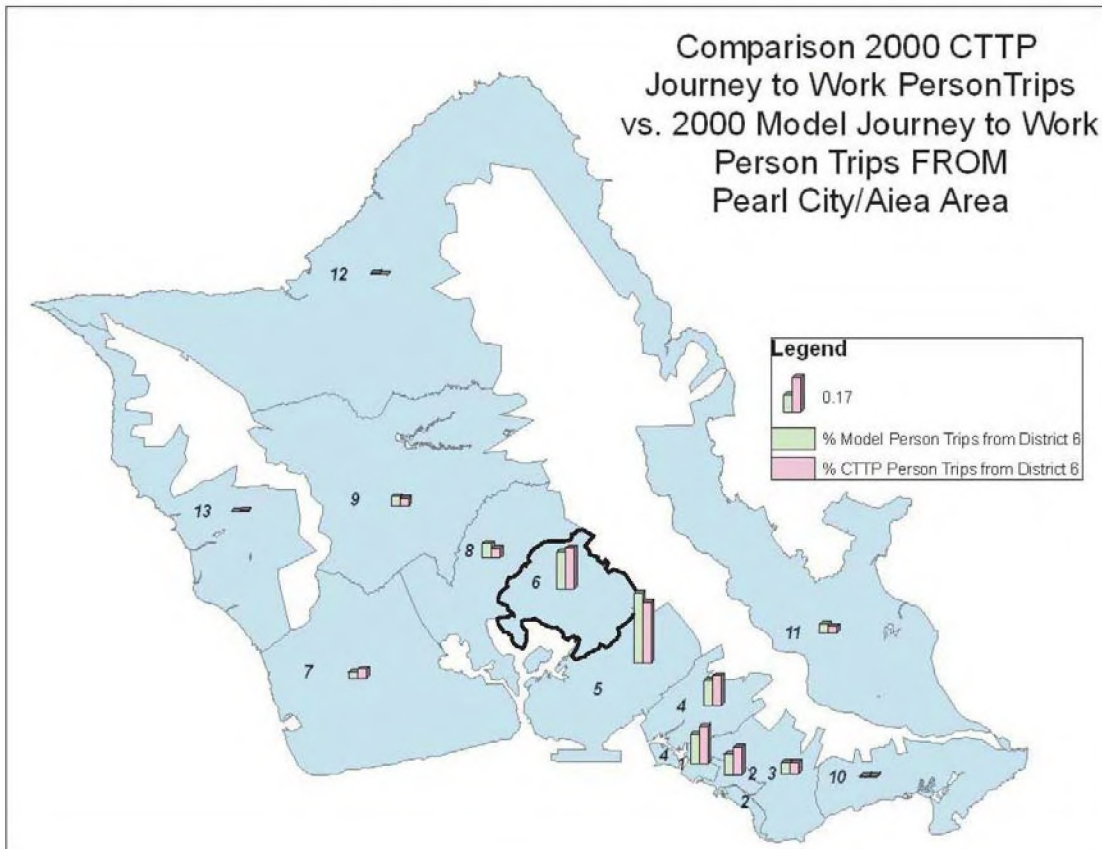 Comparison 2000 CTTP
Journey to Work PersonTrips
vs. 2000 Model Journey to Work
Person Trips FROM
Pearl City/Aiea Area
12
Legend
0.17
% Model Person Trips from District 6
% CTTP Person Trips from District 6
9
13
8
6
11
7
5
4
4
1
2
3
10
2